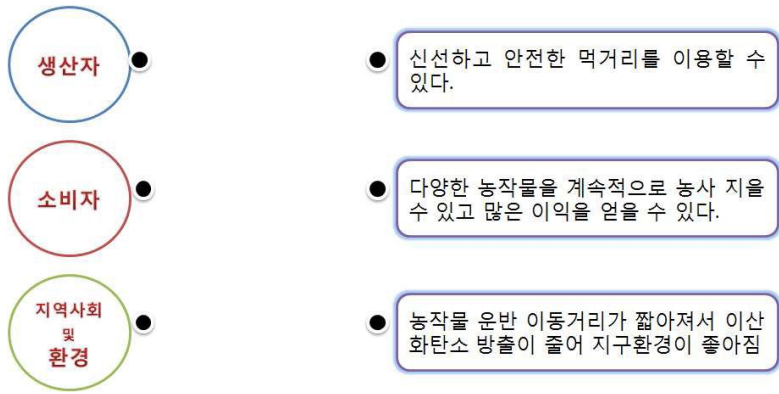 생산자
신선하고 안전한 먹거리를 이용할 수
있다.
소비자
다양한 농작물을 계속적으로 농사 지을
수 있고 많은 이익을 얻을 수 있다.
지역사회
및
환경
농작물 운반 이동거리가 짧아져서 이산
화탄소 방출이 줄어 지구환경이 좋아짐